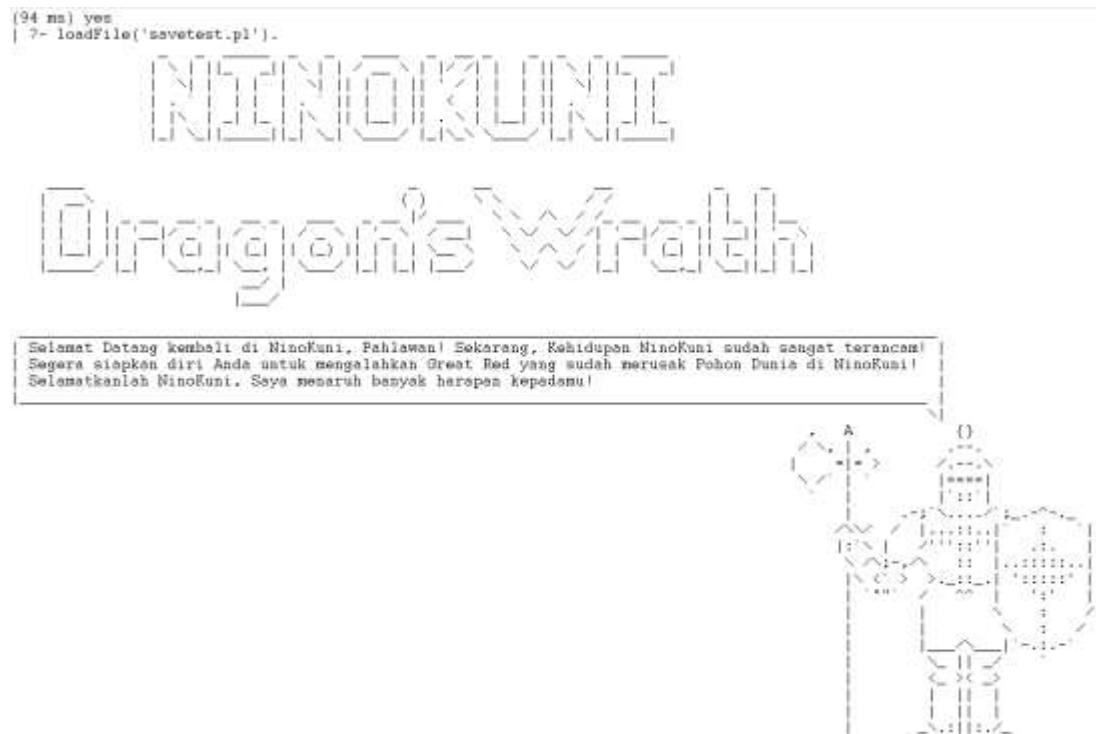 (94 ms) yes
| ?- loadFile('savetest.pl').
NINOKUNI
Dragon's Wrath
Selamat Datang kembali di NinoKuni, Pahlawan! Sekarang, Kehidupan NinoKuni sudah sangat terancam!
Segera siapkan diri Anda untuk mengalahkan Great Red yang sudah merusak Pohon Dunia di NinoKuni!
Selamatkanlah NinoKuni. Saya menaruh banyak harapan kepadamu!